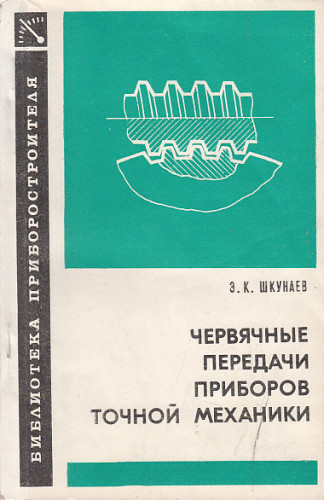 БИБЛИОТЕКА ПРИБОРОСТРОИТЕЛЯ
Э. К. ШКУНАЕВ
ЧЕРВЯЧНЫЕ
ПЕРЕДАЧИ
ПРИБОРОВ
ТОЧНОЙ МЕХАНИКИ